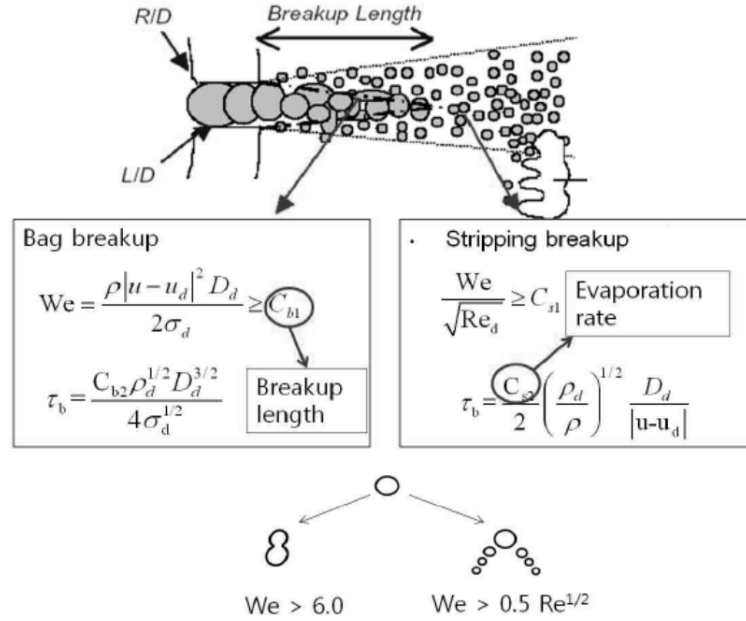 R/D
Breakup Length
L/D
Bag breakup
We = ρ|u − u_d|² D_d / 2σ_d ≥ C_b1
τ_b = C_b2 ρ_d^1/2 D_d^3/2 / 4σ_d^1/2
Breakup
length
· Stripping breakup
We / √Re_d ≥ C_s1
Evaporation
rate
τ_b = C_s2 / 2 (ρ_d / ρ)^1/2 D_d / |u-u_d|
We > 6.0
We > 0.5 Re^1/2